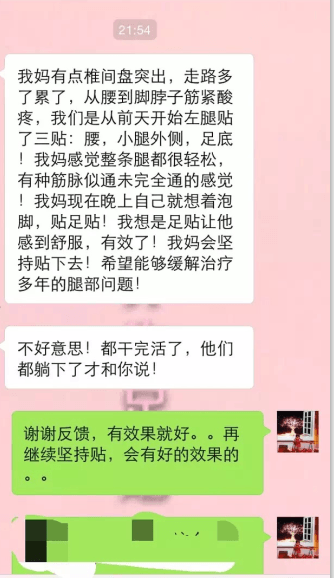 21:54
我妈有点椎间盘突出，走路多
了累了，从腰到脚脖子筋紧酸
疼，我们是从前天开始左腿贴
了三贴：腰，小腿外侧，足底
！我妈感觉整条腿都很轻松，
有种筋脉似通未完全通的感觉
！我妈现在晚上自己就想着泡
脚，贴足贴！我想是足贴让他
感到舒服，有效了！我妈会坚
持贴下去！希望能够缓解治疗
多年的腿部问题！
不好意思！都干完活了，他们
都躺下了才和你说！
谢谢反馈，有效果就好。。再
继续坚持贴，会有好的效果的
。。